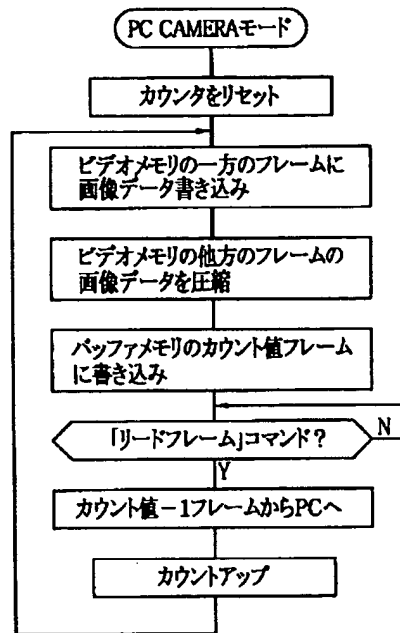 PC CAMERAモード
カウンタをリセット
ビデオメモリの一方のフレームに
画像データ書き込み
ビデオメモリの他方のフレームの
画像データを圧縮
バッファメモリのカウント値フレーム
に書き込み
「リードフレーム」コマンド?
N
Y
カウント値－1フレームからPCへ
カウントアップ